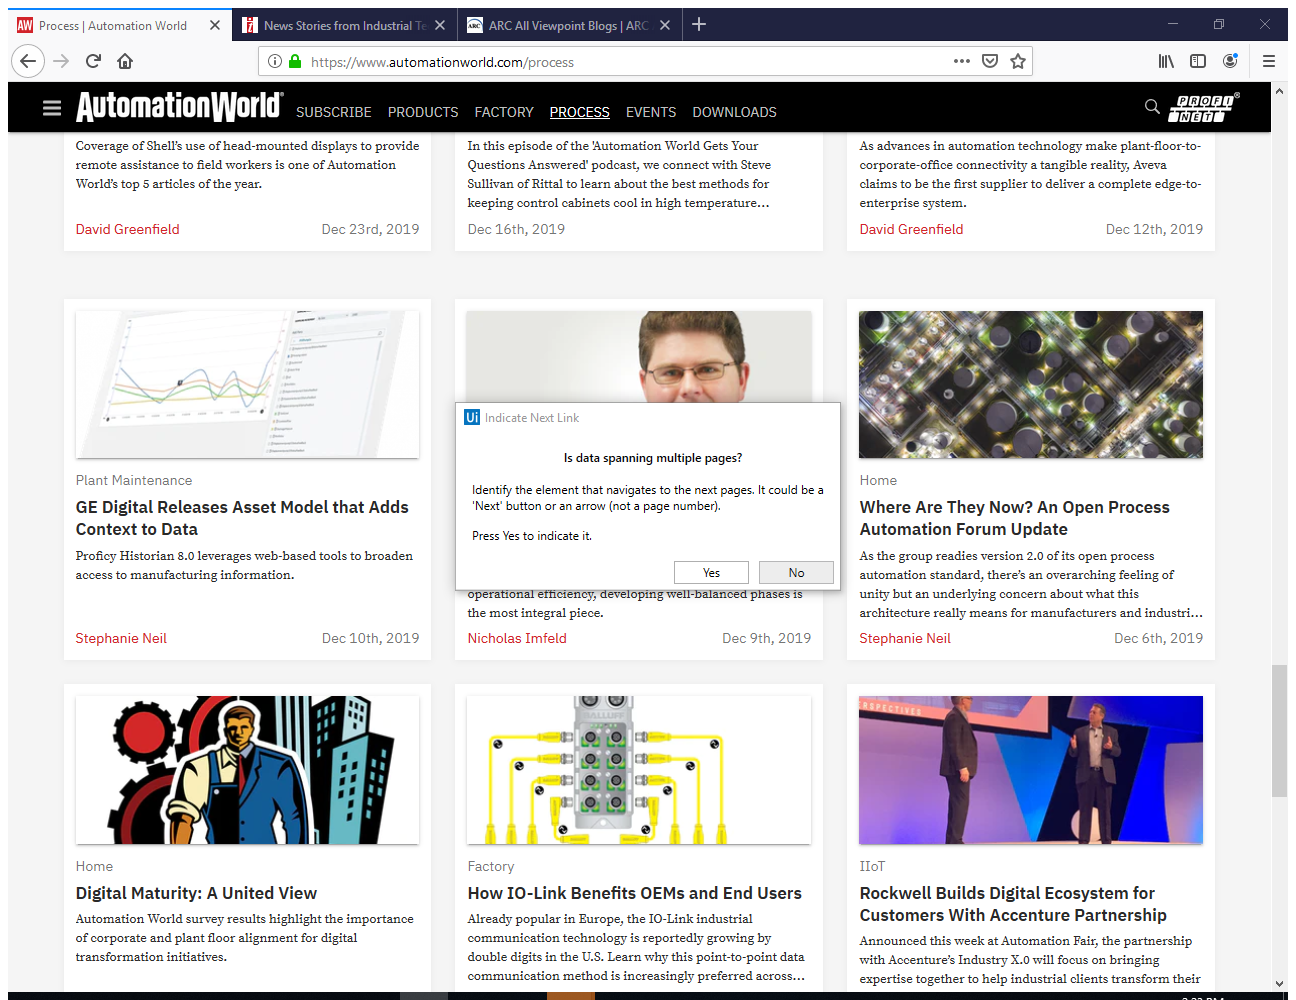 Process | Automation World
News Stories from Industrial Te
ARC All Viewpoint Blogs | ARC
https://www.automationworld.com/process
AutomationWorld®
SUBSCRIBE PRODUCTS FACTORY PROCESS EVENTS DOWNLOADS
PROFI
NET®
Coverage of Shell’s use of head-mounted displays to provide
remote assistance to field workers is one of Automation
World’s top 5 articles of the year.
David Greenfield Dec 23rd, 2019
In this episode of the 'Automation World Gets Your
Questions Answered' podcast, we connect with Steve
Sullivan of Rittal to learn about the best methods for
keeping control cabinets cool in high temperature…
Dec 16th, 2019
As advances in automation technology make plant-floor-to-
corporate-office connectivity a tangible reality, Aveva
claims to be the first supplier to deliver a complete edge-to-
enterprise system.
David Greenfield Dec 12th, 2019
Plant Maintenance
GE Digital Releases Asset Model that Adds
Context to Data
Proficy Historian 8.0 leverages web-based tools to broaden
access to manufacturing information.
Stephanie Neil Dec 10th, 2019
Ui Indicate Next Link
Is data spanning multiple pages?
Identify the element that navigates to the next pages. It could be a
'Next' button or an arrow (not a page number).
Press Yes to indicate it.
Yes No
operational efficiency, developing well-balanced phases is
the most integral piece.
Nicholas Imfeld Dec 9th, 2019
Home
Where Are They Now? An Open Process
Automation Forum Update
As the group readies version 2.0 of its open process
automation standard, there’s an overarching feeling of
unity but an underlying concern about what this
architecture really means for manufacturers and industri…
Stephanie Neil Dec 6th, 2019
Home
Digital Maturity: A United View
Automation World survey results highlight the importance
of corporate and plant floor alignment for digital
transformation initiatives.
BALLUFF
Factory
How IO-Link Benefits OEMs and End Users
Already popular in Europe, the IO-Link industrial
communication technology is reportedly growing by
double digits in the U.S. Learn why this point-to-point data
communication method is increasingly preferred across…
ERSPECTIVES
IIoT
Rockwell Builds Digital Ecosystem for
Customers With Accenture Partnership
Announced this week at Automation Fair, the partnership
with Accenture’s Industry X.0 will focus on bringing
expertise together to help industrial clients transform their